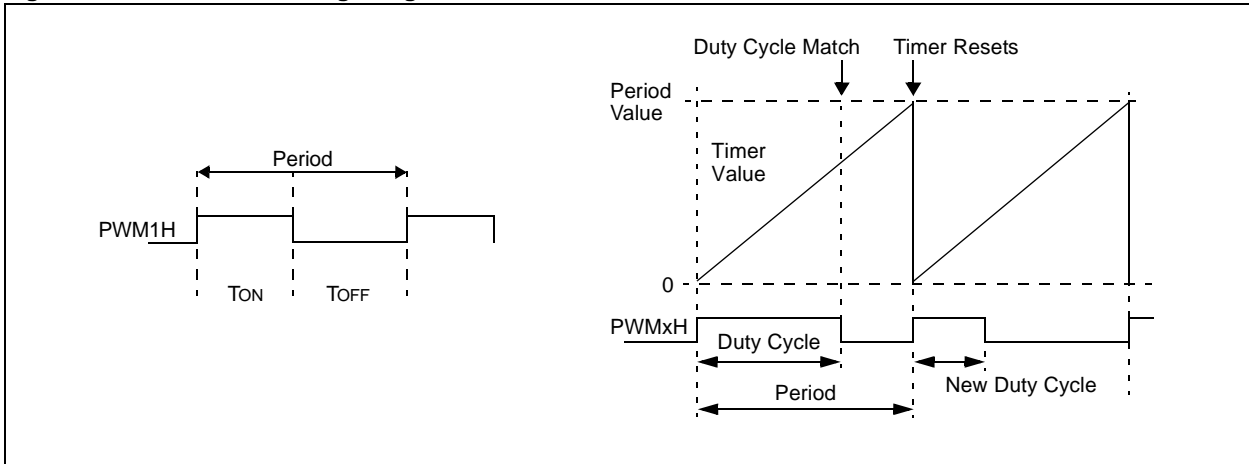 Period
PWM1H
TON
TOFF
Duty Cycle Match
Timer Resets
Period
Value
Timer
Value
0
PWMxH
Duty Cycle
New Duty Cycle
Period